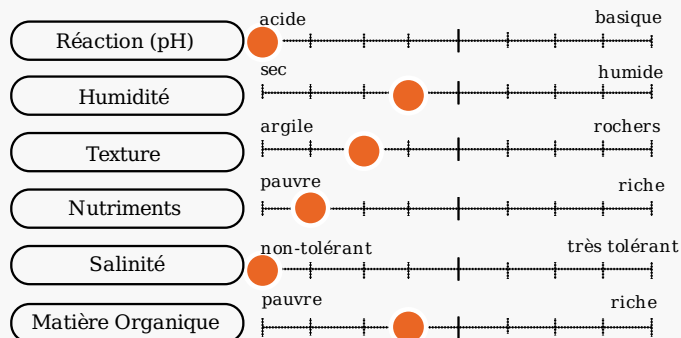 acide basique
Réaction (pH)
sec humide
Humidité
argile rochers
Texture
pauvre riche
Nutriments
non-tolérant très tolérant
Salinité
pauvre riche
Matière Organique